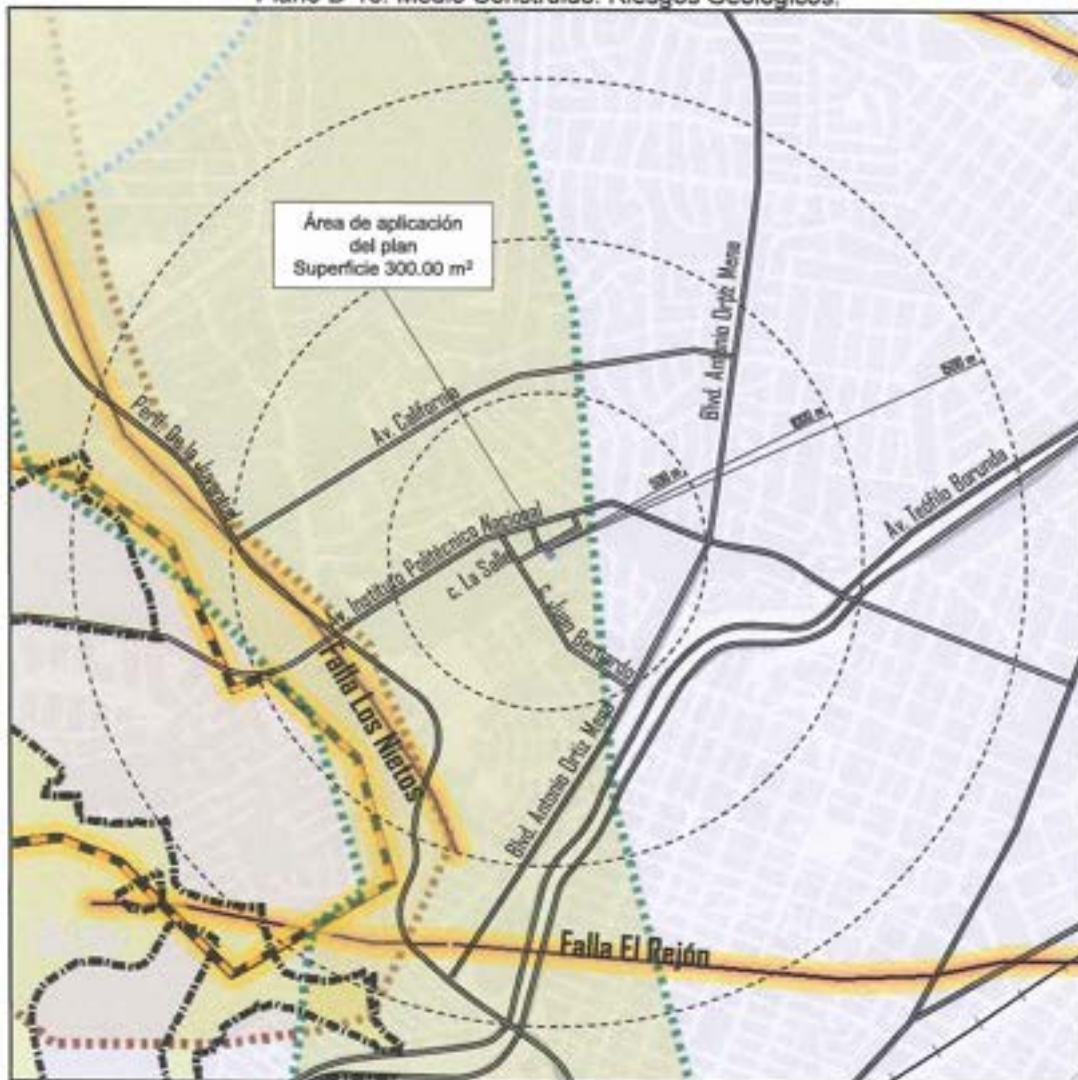 Medio Construido. Riesgos Geológicos.
Área de aplicación
del plan
Superficie 300.00 m²
Blvd. Antonio Ortiz Mena
Av. California
Perif. De la Juventud
500 m
Av. Teófilo Borunda
Av. Instituto Politécnico Nacional
c. La Salle
C. Juan Bernardo
Falla Los Nietos
Blvd. Antonio Ortiz Mena
Falla El Rejón